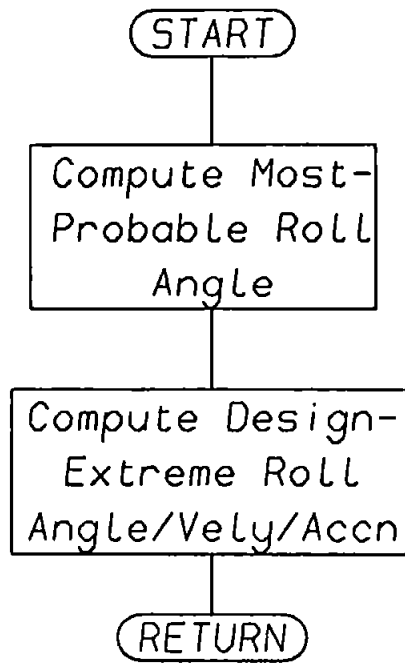 START
Compute Most-
Probable Roll
Angle
Compute Design-
Extreme Roll
Angle/Vely/Accn
RETURN